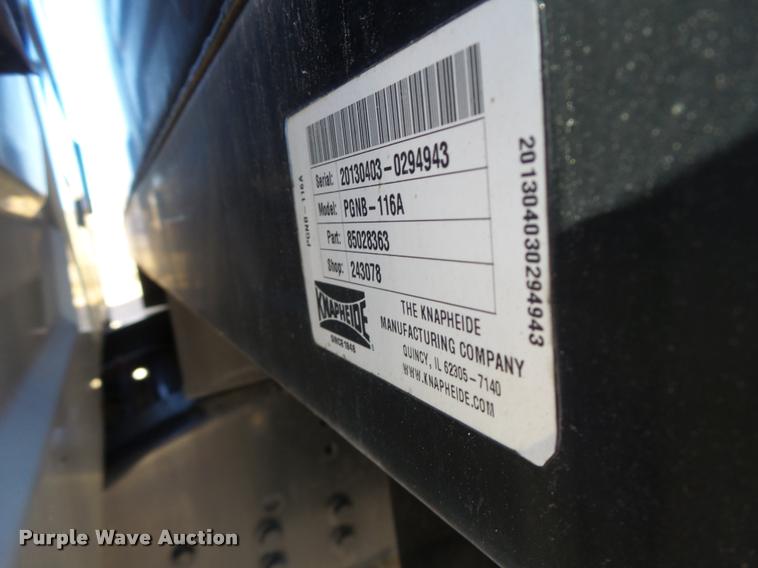 Serial: 20130403-0294943
Model: PGNB-116A
Part: 85028363
Shop: 243078
KNAPHEIDE
SINCE 1848
THE KNAPHEIDE
MANUFACTURING COMPANY
QUINCY, IL 62305-7140
WWW.KNAPHEIDE.COM
PGNB-116A
201304030294943
Purple Wave Auction